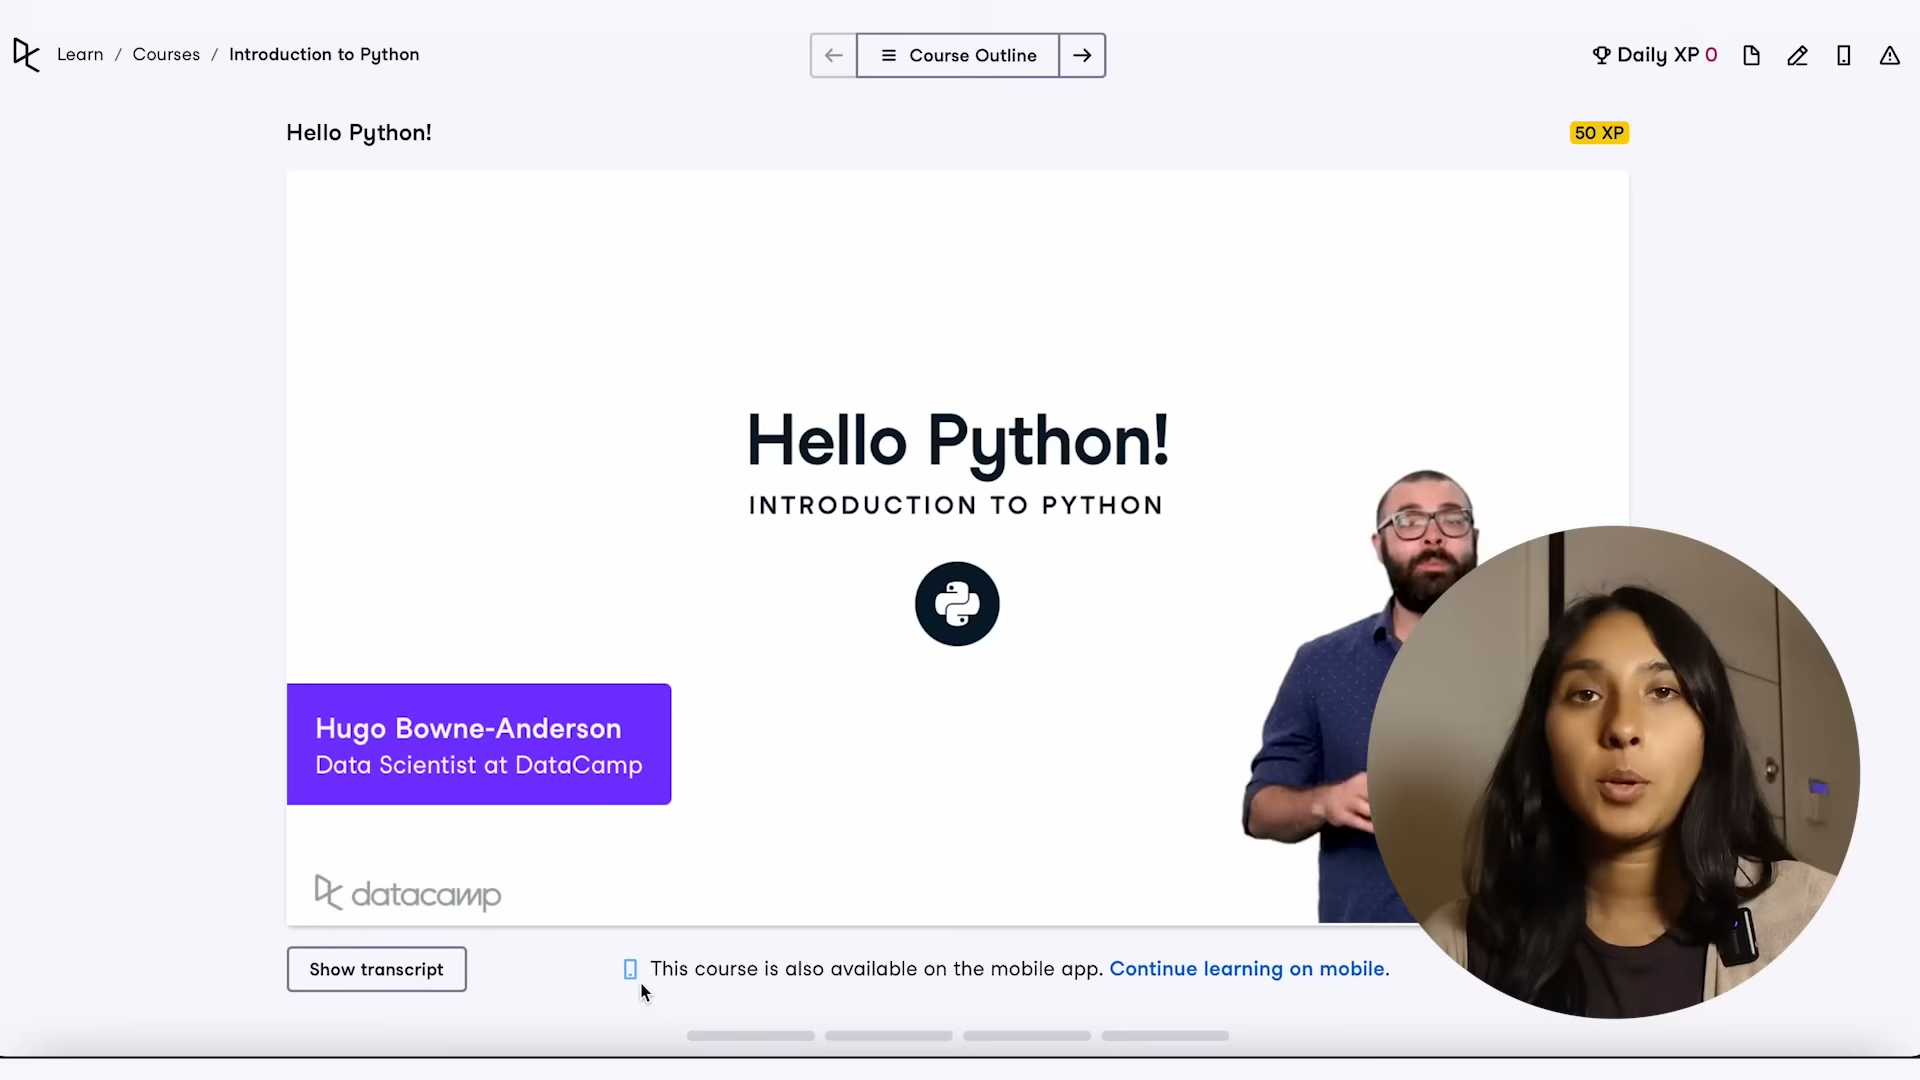 Learn / Courses / Introduction to Python
Course Outline
Daily XP 0
Hello Python!
50 XP
Hello Python!
INTRODUCTION TO PYTHON
Hugo Bowne-Anderson
Data Scientist at DataCamp
datacamp
Show transcript
This course is also available on the mobile app. Continue learning on mobile.